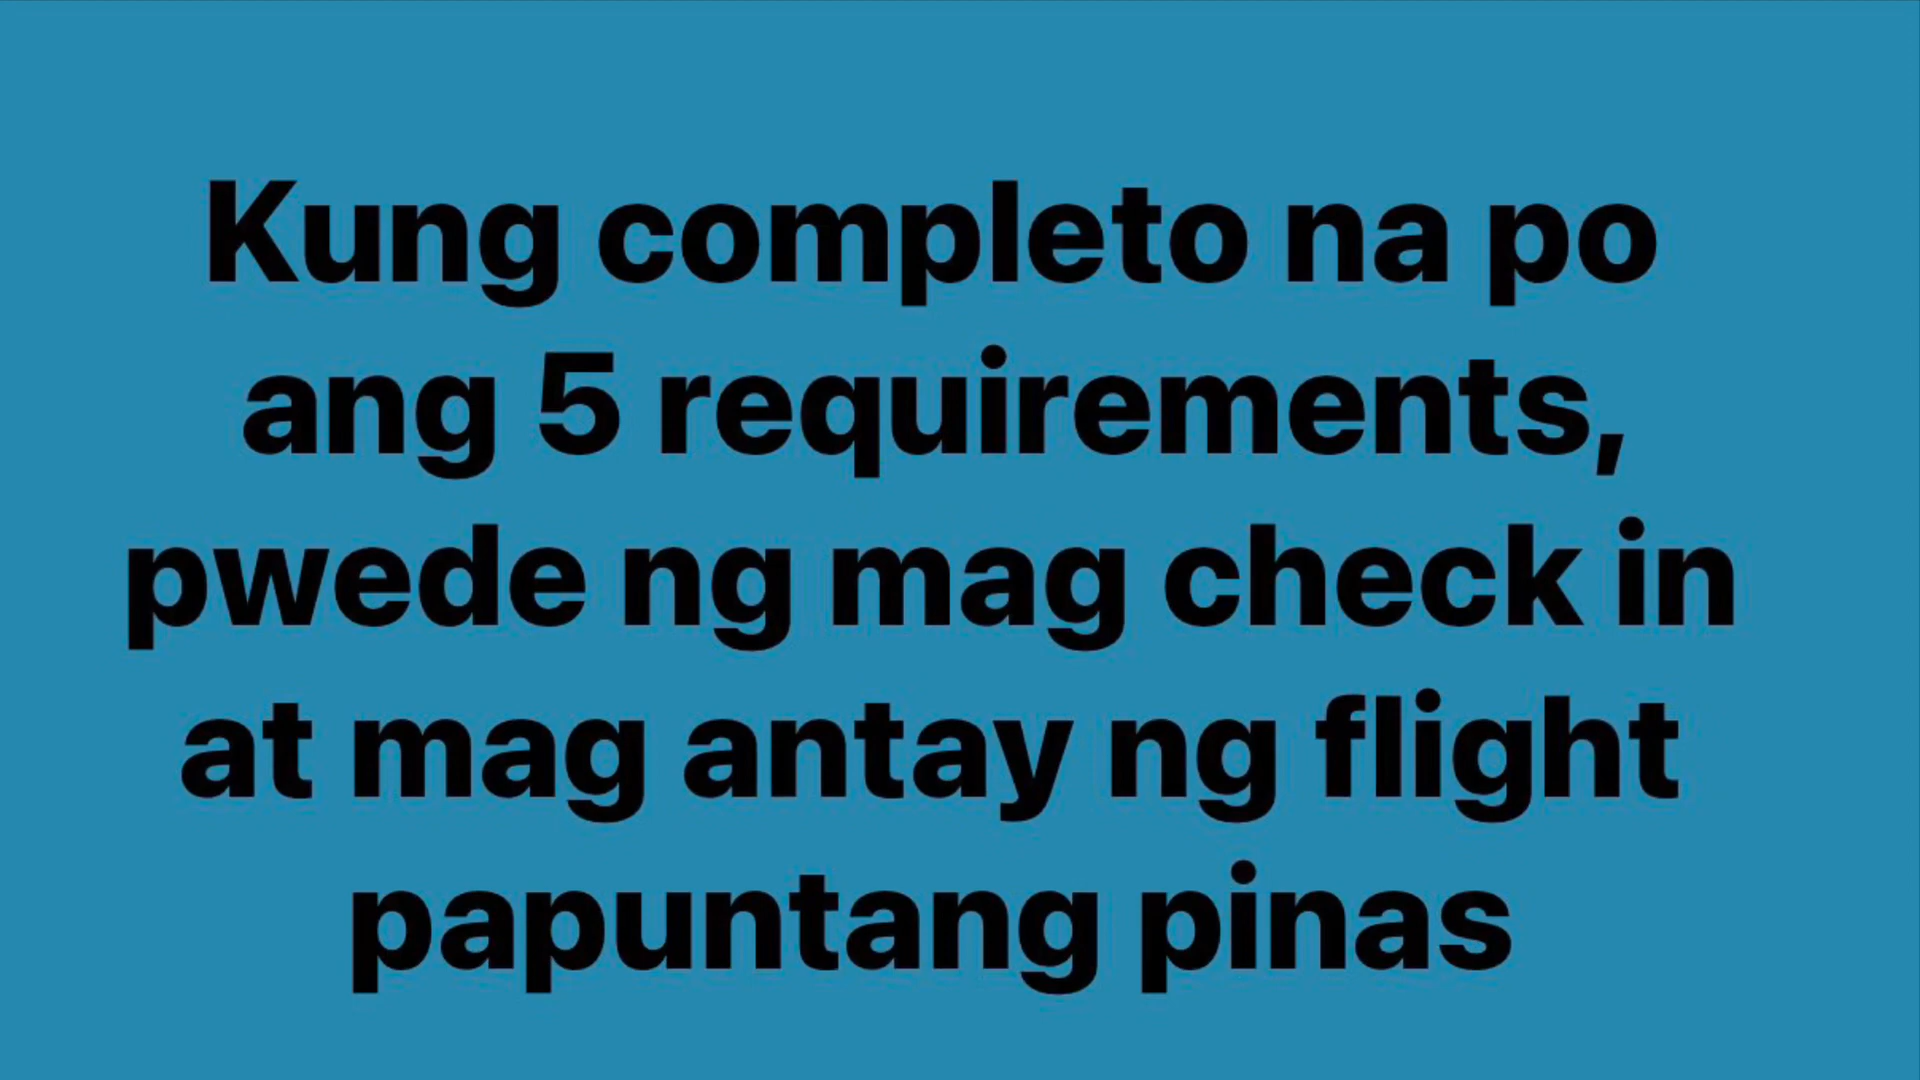 Kung completo na po
ang 5 requirements,
pwede ng mag check in
at mag antay ng flight
papuntang pinas